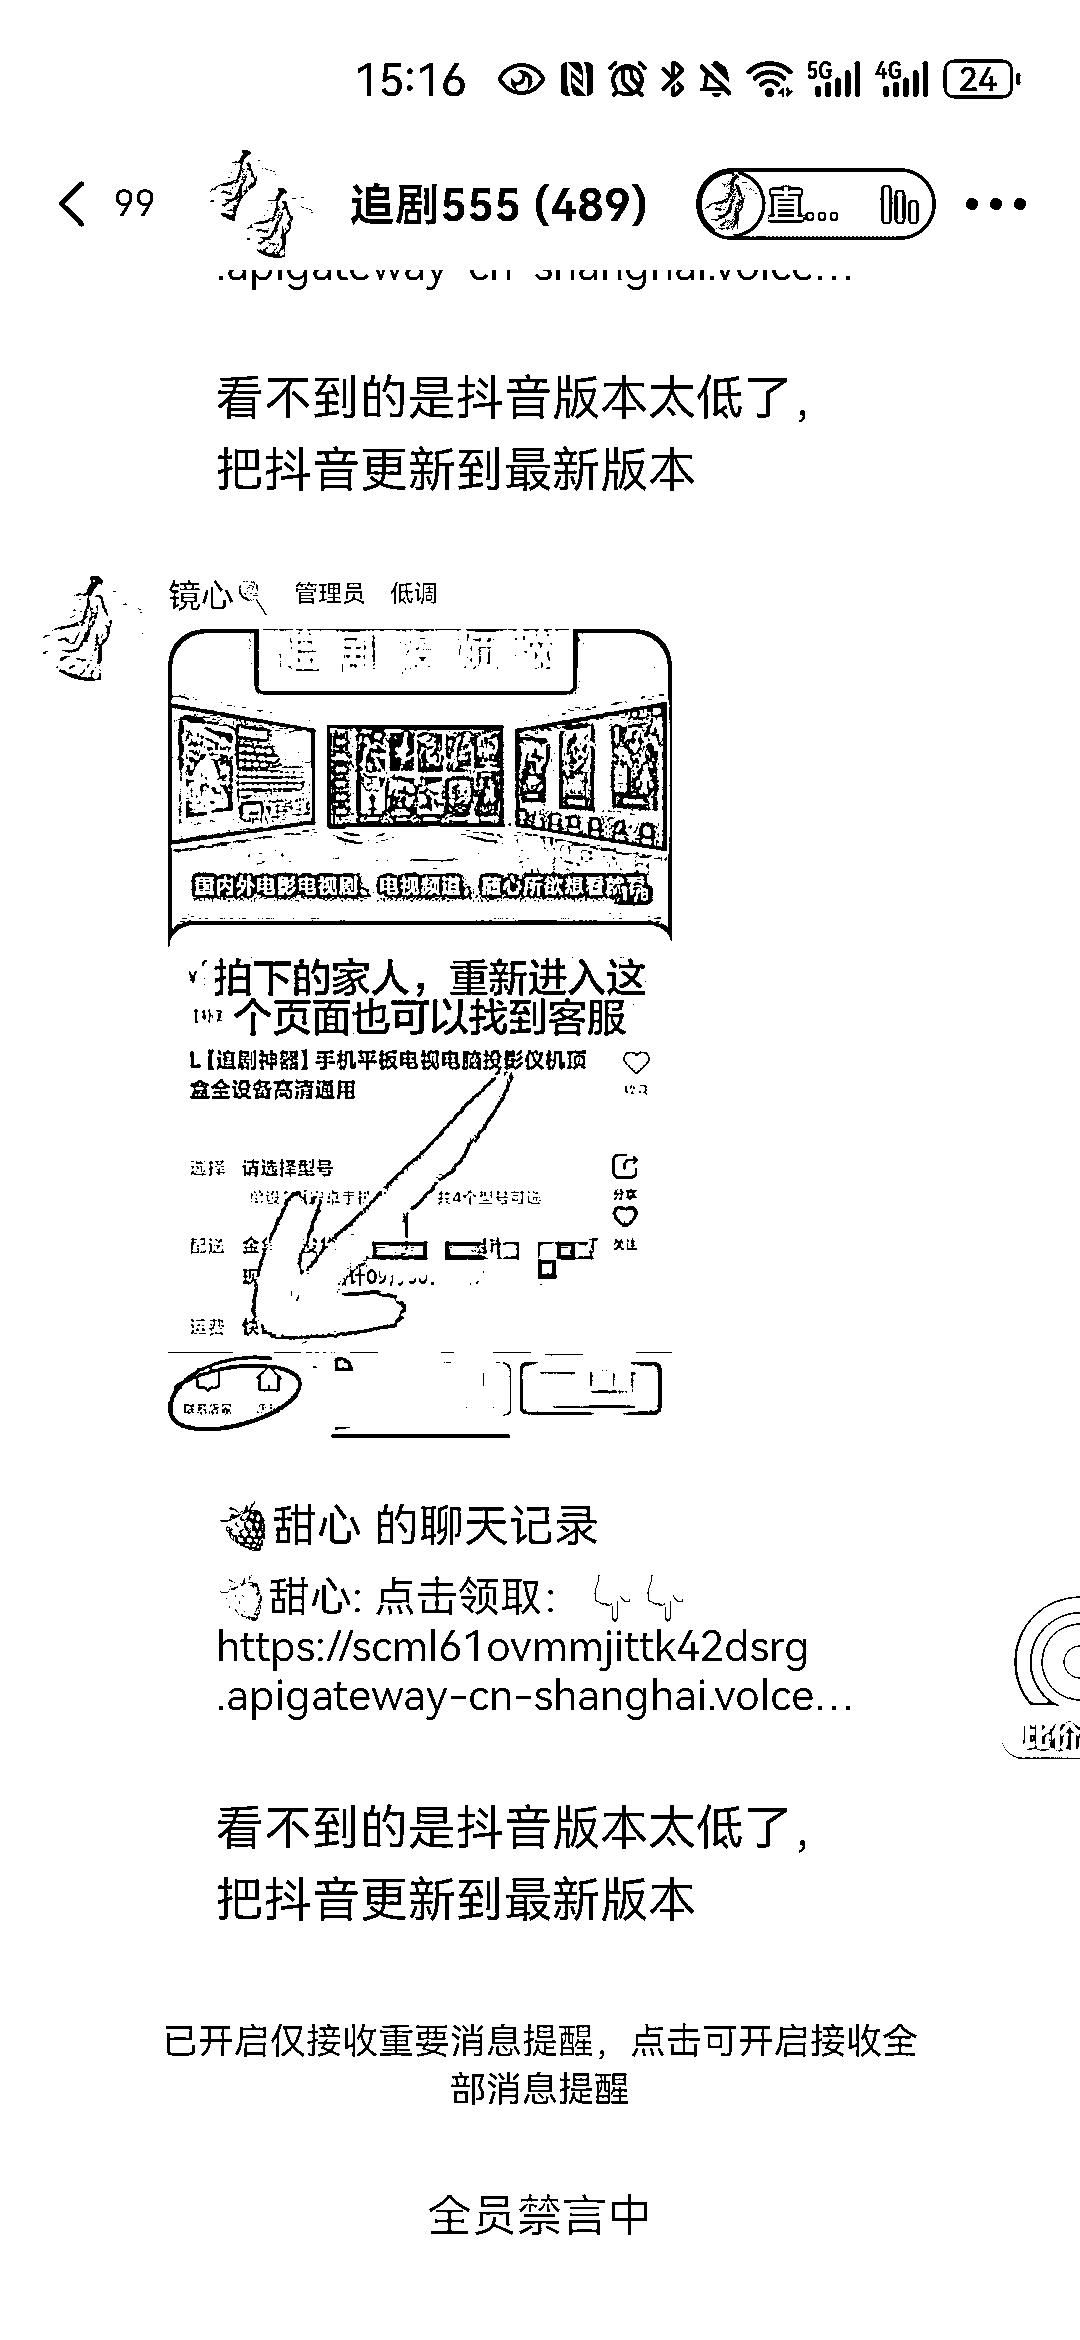 15:16 5G 4G 24
99 追剧555 (489) 直...
.apigateway-cn-shanghai.volce...
看不到的是抖音版本太低了，
把抖音更新到最新版本
镜心 管理员 低调
国内外电影电视剧、电视频道，随心所欲想看就看
拍下的家人，重新进入这
个页面也可以找到客服
L【追剧神器】手机平板电视电脑投影仪机顶
盒全设备高清通用
选择 请选择型号
共4个型号可选
分享
配送
关注
运费
甜心 的聊天记录
甜心: 点击领取：
https://scml61ovmmjittk42dsrg
.apigateway-cn-shanghai.volce...
比价
看不到的是抖音版本太低了，
把抖音更新到最新版本
已开启仅接收重要消息提醒，点击可开启接收全
部消息提醒
全员禁言中